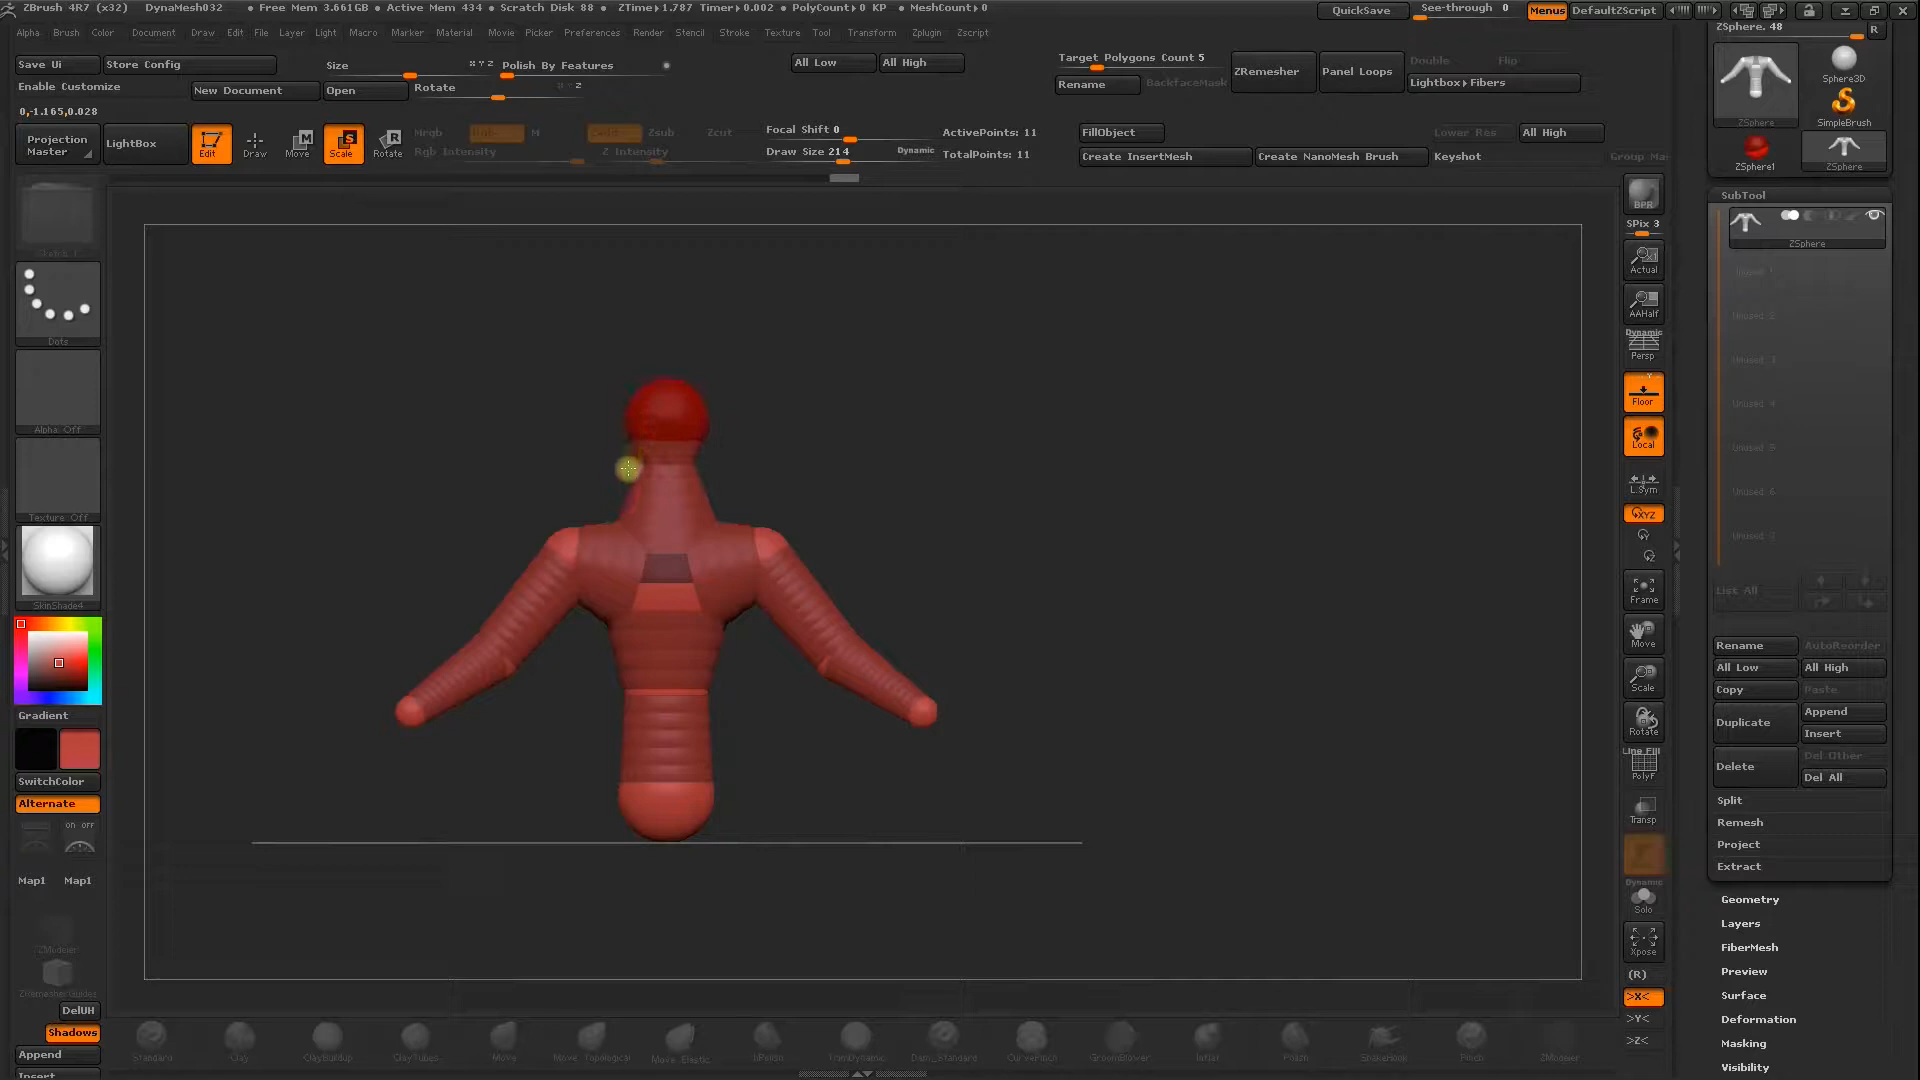 ZBrush 4R7 (x32) DynaMesh032 • Free Mem 3.661GB • Active Mem 434 • Scratch Disk 88 • ZTime▸1.787 Timer▸0.002 • PolyCount▸0 KP • MeshCount▸0
QuickSave See-through 0 Menus DefaultZScript
Alpha Brush Color Document Draw Edit File Layer Light Macro Marker Material Movie Picker Preferences Render Stencil Stroke Texture Tool Transform Zplugin Zscript
Save Ui Store Config Size X Y Z Polish By Features All Low All High Target Polygons Count 5 ZRemesher Panel Loops Double Flip
Enable Customize New Document Open Rotate Rename BackfaceMask Lightbox▸Fibers
0,-1.165,0.028
Projection Master LightBox Edit Draw Move Scale Rotate Mrgb M Zsub Zcut Focal Shift 0 ActivePoints: 11 FillObject Lower Res All High
Rgb Intensity Z Intensity Draw Size 214 Dynamic TotalPoints: 11 Create InsertMesh Create NanoMesh Brush Keyshot Group Ma
Dots
Alpha Off
Texture Off
SkinShade4
Gradient
SwitchColor
Alternate
ON OFF
Map1 Map1
ZModeler
ZRemesher Guides
DelUH
Shadows
Append
Insert
Standard Clay ClayBuildup ClayTubes Move Move Topological Move Elastic hPolish TrimDynamic Dam_Standard GroomBlower Inflat Pinch SnakeHook ZModeler
BPR
SPix 3
Actual
AAHalf
Dynamic
Persp
Floor
Local
L.Sym
XYZ
Frame
Move
Scale
Rotate
Line Fill
PolyF
Transp
Dynamic
Solo
Xpose
(R)
>X<
>Y<
>Z<
ZSphere. 48 R
ZSphere Sphere3D
SimpleBrush
ZSphere1 ZSphere
SubTool
ZSphere
Unused 1
Unused 2
Unused 3
Unused 4
Unused 5
Unused 6
Unused 7
List All
Rename AutoReorder
All Low All High
Copy Paste
Duplicate Append
Insert
Delete Del Other
Del All
Split
Remesh
Project
Extract
Geometry
Layers
FiberMesh
Preview
Surface
Deformation
Masking
Visibility